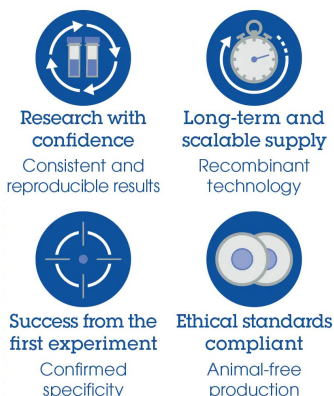 Research with
confidence
Consistent and
reproducible results
Long-term and
scalable supply
Recombinant
technology
Success from the
first experiment
Confirmed
specificity
Ethical standards
compliant
Animal-free
production